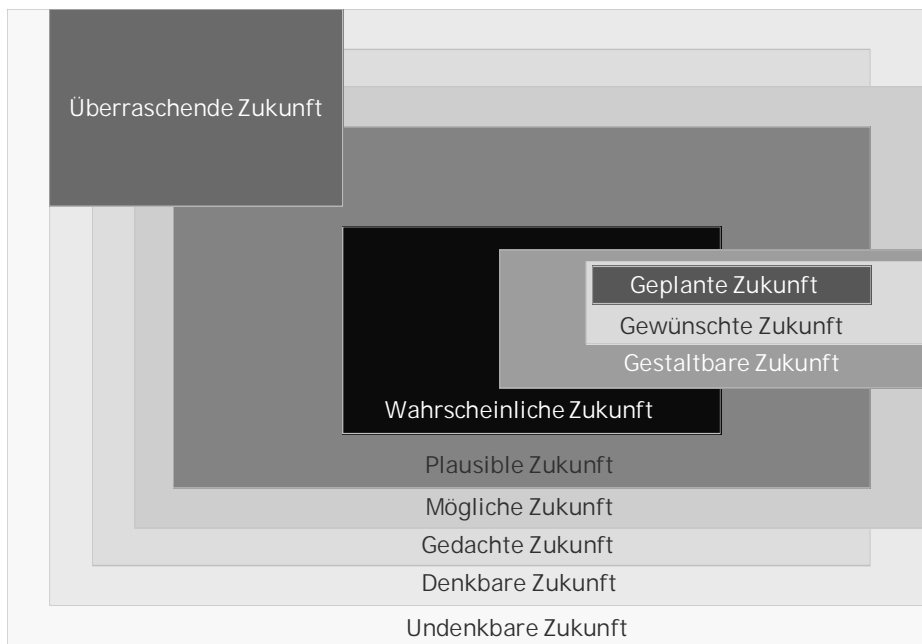 Überraschende Zukunft
Geplante Zukunft
Gewünschte Zukunft
Gestaltbare Zukunft
Wahrscheinliche Zukunft
Plausible Zukunft
Mögliche Zukunft
Gedachte Zukunft
Denkbare Zukunft
Undenkbare Zukunft